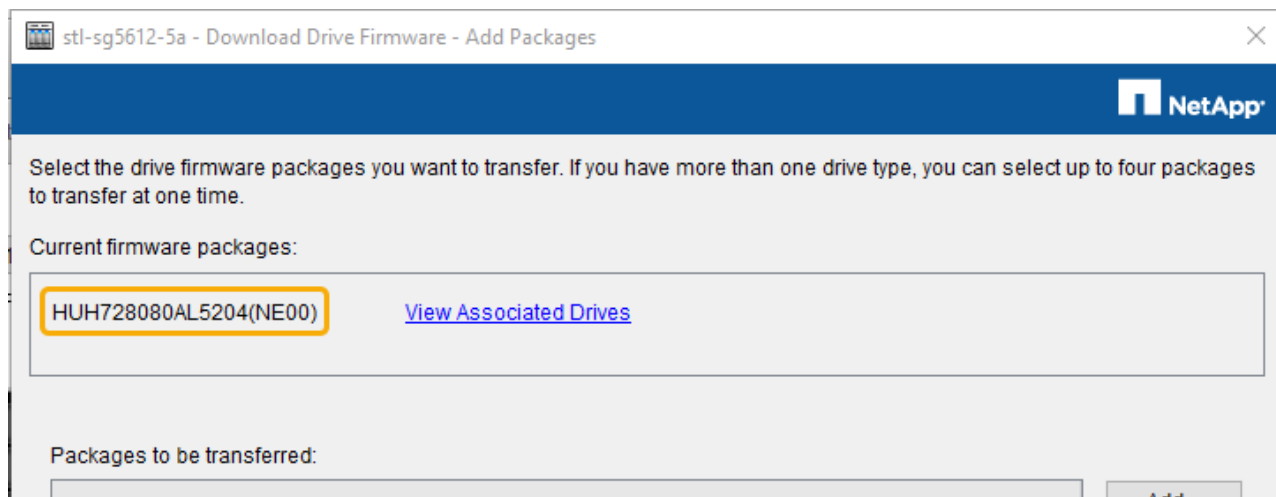 stl-sg5612-5a - Download Drive Firmware - Add Packages
NetApp
Select the drive firmware packages you want to transfer. If you have more than one drive type, you can select up to four packages
to transfer at one time.
Current firmware packages:
HUH728080AL5204(NE00) View Associated Drives
Packages to be transferred: